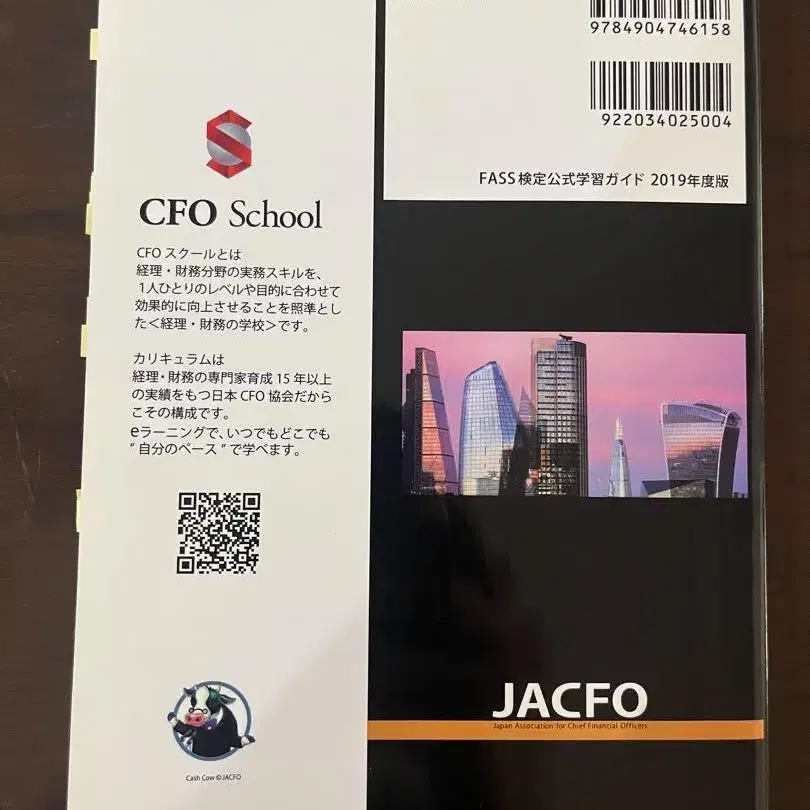 9784904746158
922034025004
FASS検定公式学習ガイド 2019年度版
CFO School
CFO スクールとは
経理・財務分野の実務スキルを、
1人ひとりのレベルや目的に合わせて
効果的に向上させることを照準とし
た<経理・財務の学校>です。
カリキュラムは
経理・財務の専門家育成 15 年以上
の実績をもつ日本 CFO 協会だから
こその構成です。
eラーニングで、いつでもどこでも
"自分のペース"で学べます。
Cash Cow ©JACFO
JACFO
Japan Association for Chief Financial Officers